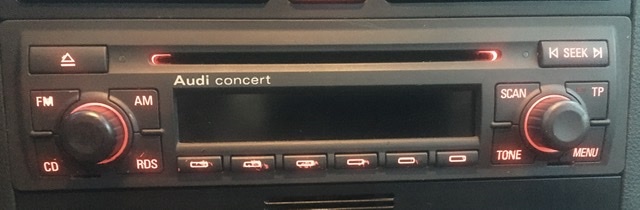 SEEK
Audi concert
FM AM
SCAN TP
CD RDS
TONE MENU